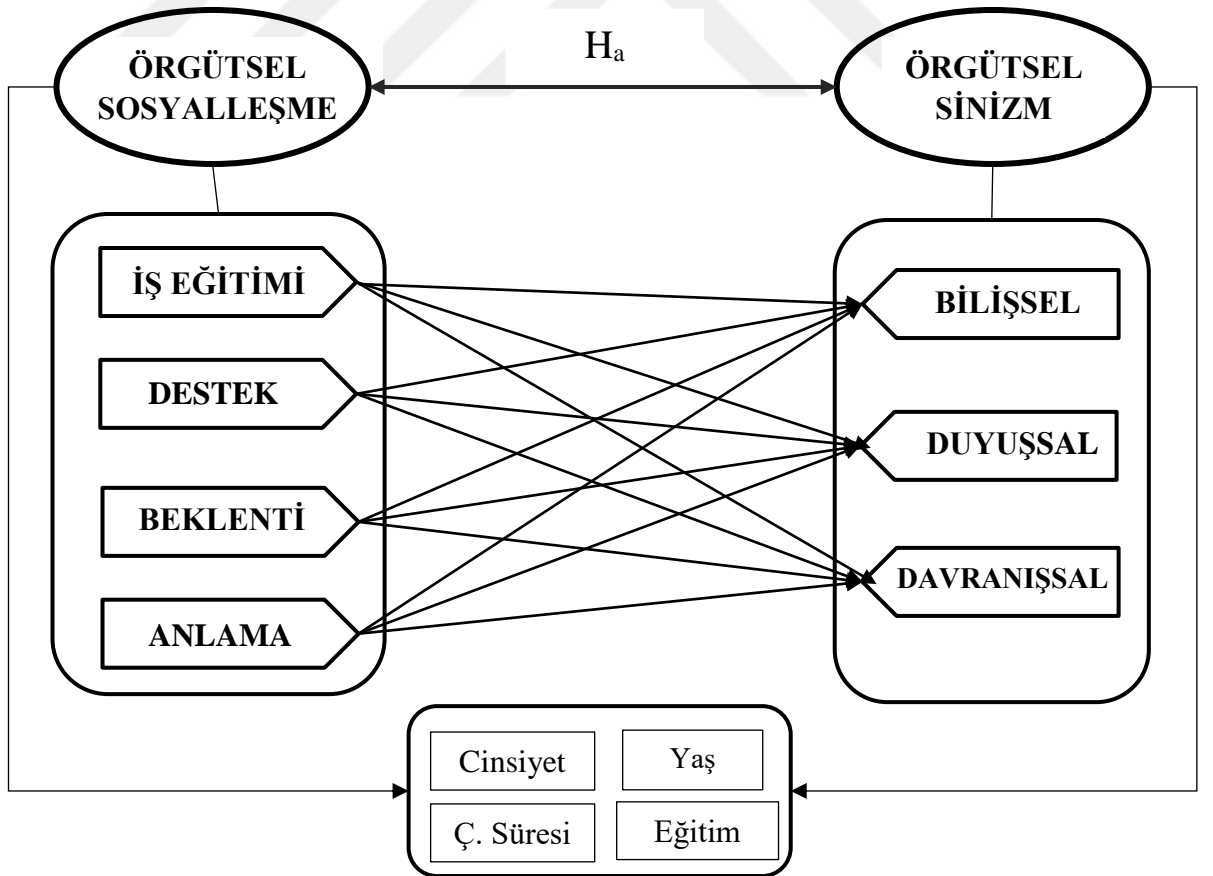 ÖRGÜTSEL
SOSYALLEŞME
Hₐ
ÖRGÜTSEL
SİNİZM
İŞ EĞİTİMİ
DESTEK
BEKLENTİ
ANLAMA
BİLİŞSEL
DUYUŞSAL
DAVRANIŞSAL
Cinsiyet
Yaş
Ç. Süresi
Eğitim